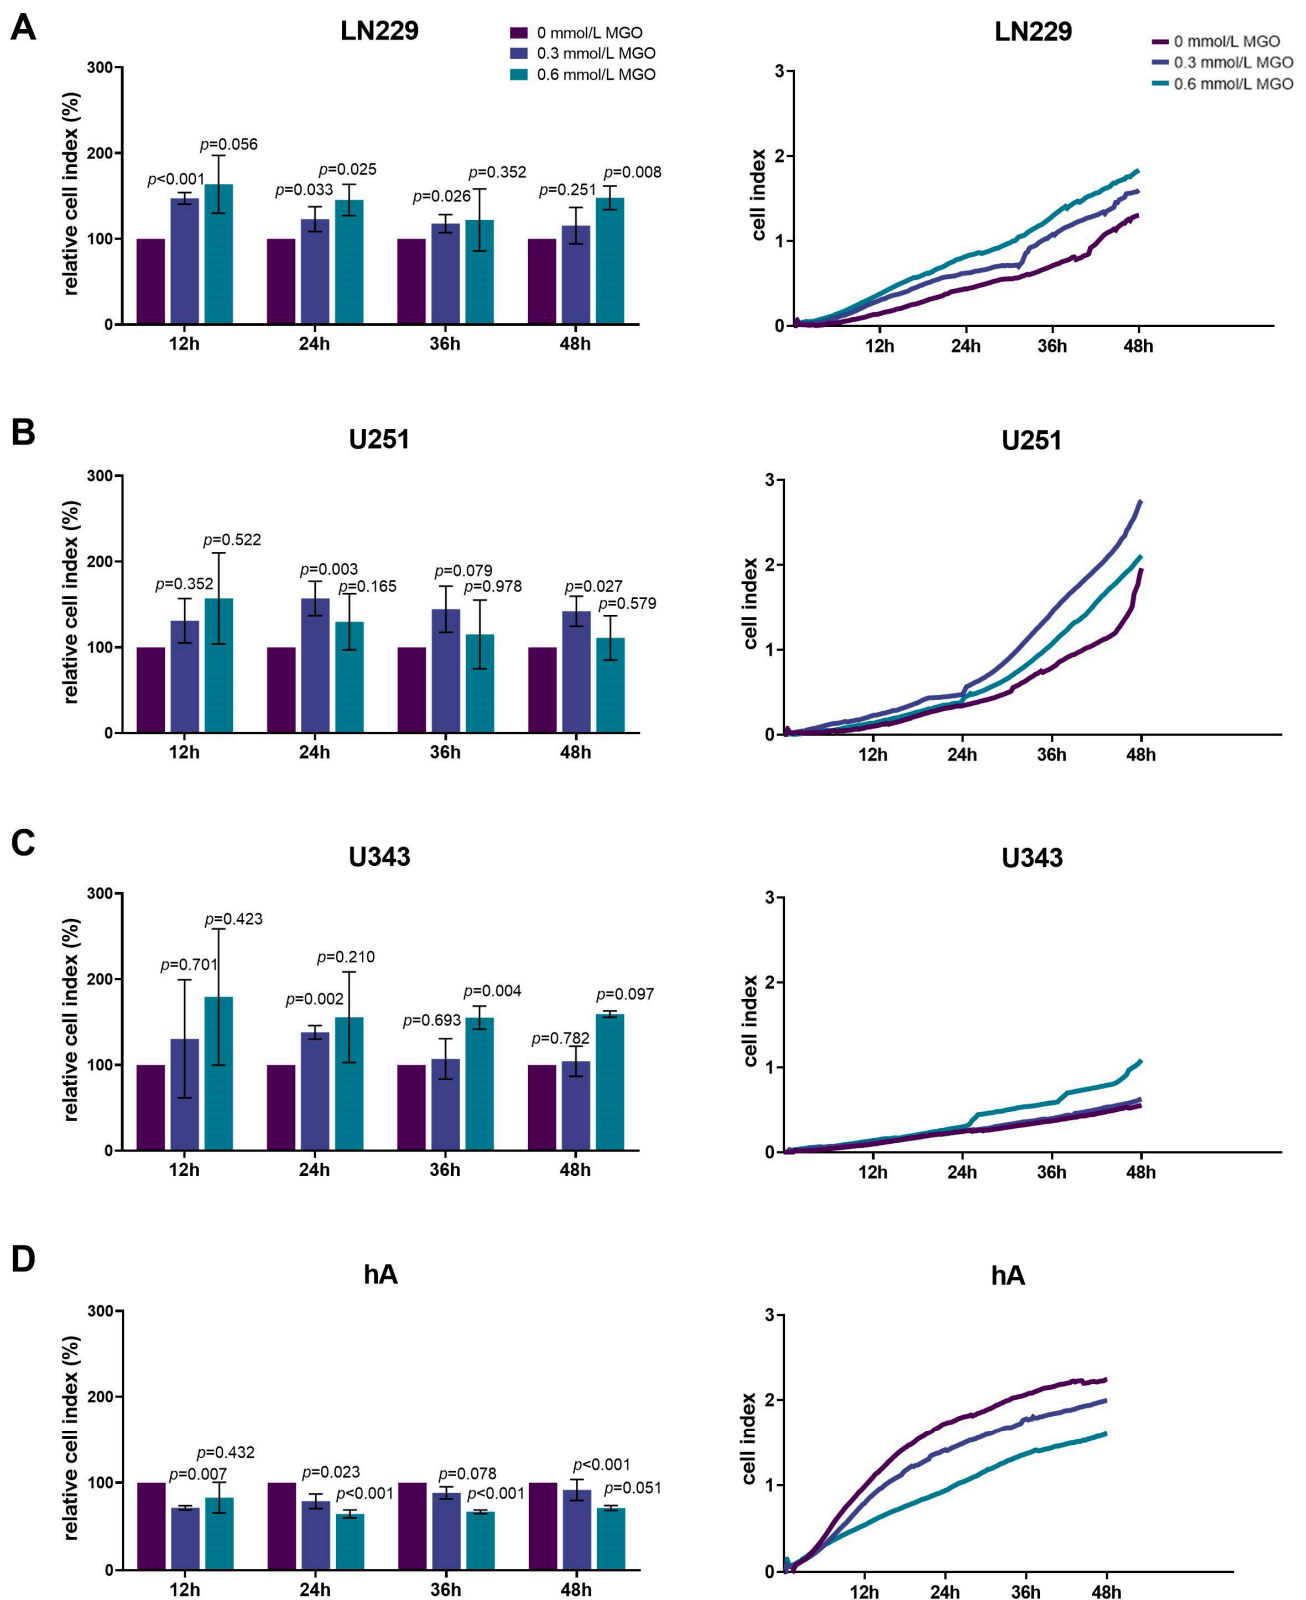 A
LN229
0 mmol/L MGO
0.3 mmol/L MGO
0.6 mmol/L MGO
relative cell index (%)
300
200
100
0
p<0.001
p=0.056
p=0.033
p=0.025
p=0.026
p=0.352
p=0.251
p=0.008
12h
24h
36h
48h
LN229
0 mmol/L MGO
0.3 mmol/L MGO
0.6 mmol/L MGO
cell index
3
2
1
0
12h
24h
36h
48h
B
U251
relative cell index (%)
300
200
100
0
p=0.352
p=0.522
p=0.003
p=0.165
p=0.079
p=0.978
p=0.027
p=0.579
12h
24h
36h
48h
U251
cell index
3
2
1
0
12h
24h
36h
48h
C
U343
relative cell index (%)
300
200
100
0
p=0.701
p=0.423
p=0.002
p=0.210
p=0.693
p=0.004
p=0.782
p=0.097
12h
24h
36h
48h
U343
cell index
3
2
1
0
12h
24h
36h
48h
D
hA
relative cell index (%)
300
200
100
0
p=0.007
p=0.432
p=0.023
p<0.001
p=0.078
p<0.001
p<0.001
p=0.051
12h
24h
36h
48h
hA
cell index
3
2
1
0
12h
24h
36h
48h